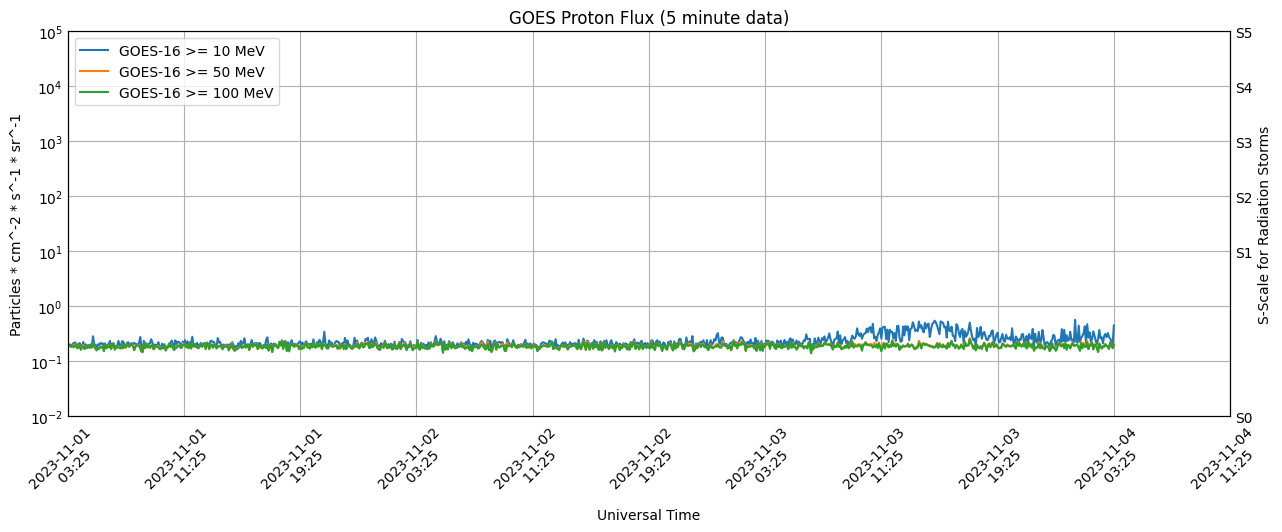 GOES Proton Flux (5 minute data)
GOES-16 >= 10 MeV
GOES-16 >= 50 MeV
GOES-16 >= 100 MeV
Particles * cm^-2 * s^-1 * sr^-1
10^5
10^4
10^3
10^2
10^1
10^0
10^-1
10^-2
S5
S4
S3
S2
S1
S0
S-Scale for Radiation Storms
2023-11-01
03:25
2023-11-01
11:25
2023-11-01
19:25
2023-11-02
03:25
2023-11-02
11:25
2023-11-02
19:25
2023-11-03
03:25
2023-11-03
11:25
2023-11-03
19:25
2023-11-04
03:25
2023-11-04
11:25
Universal Time